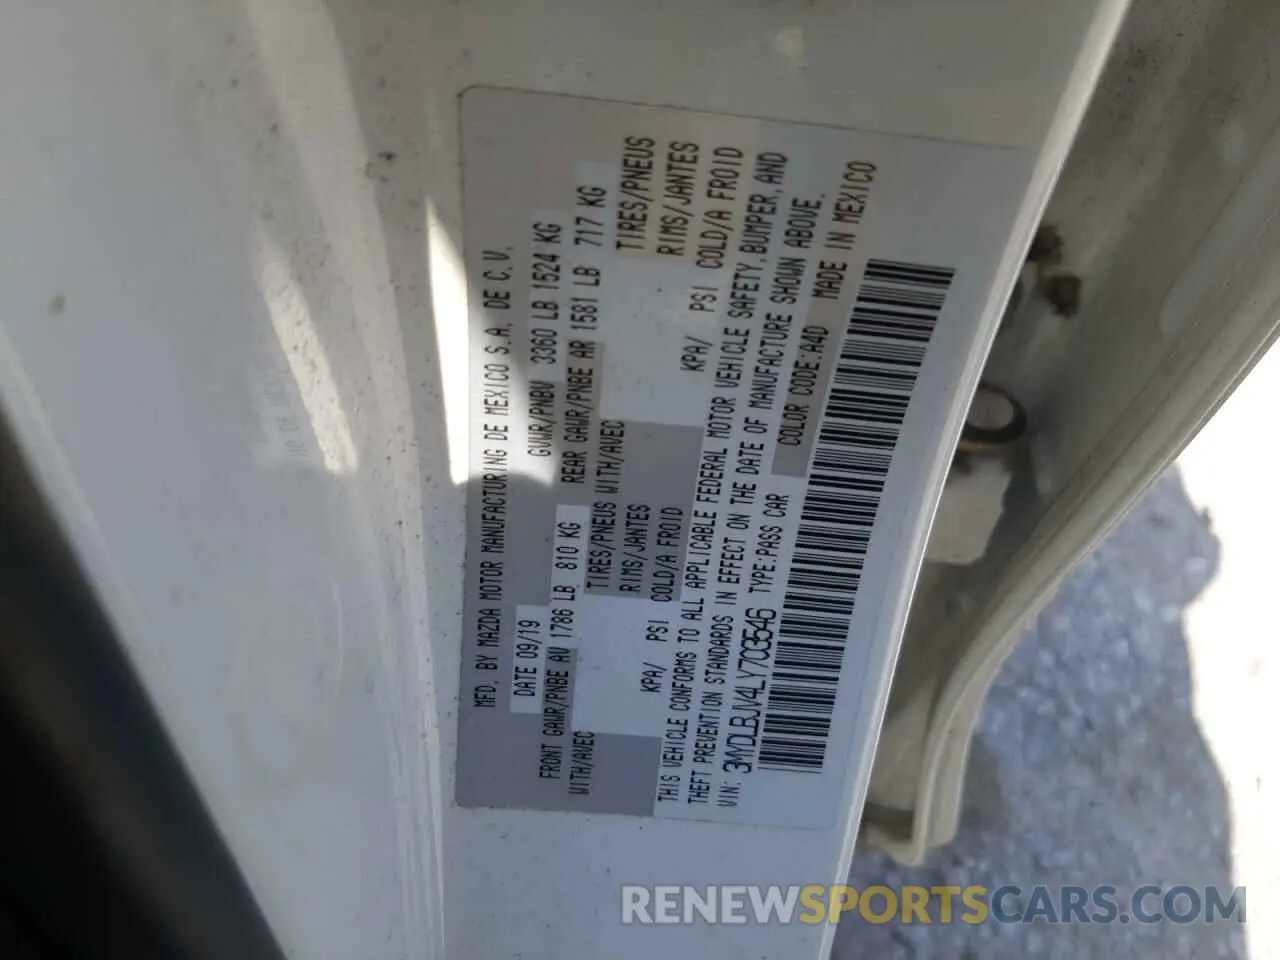 MFD. BY MAZDA MOTOR MANUFACTURING DE MEXICO S.A. DE C.V.
DATE 09/19 GVWR/PNBV 3360 LB 1524 KG
FRONT GAWR/PNBE AV 1786 LB 810 KG REAR GAWR/PNBE AR 1581 LB 717 KG
WITH/AVEC TIRES/PNEUS WITH/AVEC TIRES/PNEUS
RIMS/JANTES RIMS/JANTES
KPA/ PSI COLD/A FROID KPA/ PSI COLD/A FROID
THIS VEHICLE CONFORMS TO ALL APPLICABLE FEDERAL MOTOR VEHICLE SAFETY, BUMPER, AND
THEFT PREVENTION STANDARDS IN EFFECT ON THE DATE OF MANUFACTURE SHOWN ABOVE.
VIN: 3MYDLBJV4LY703546 TYPE:PASS CAR COLOR CODE:A4D MADE IN MEXICO
RENEWSPORTSCARS.COM